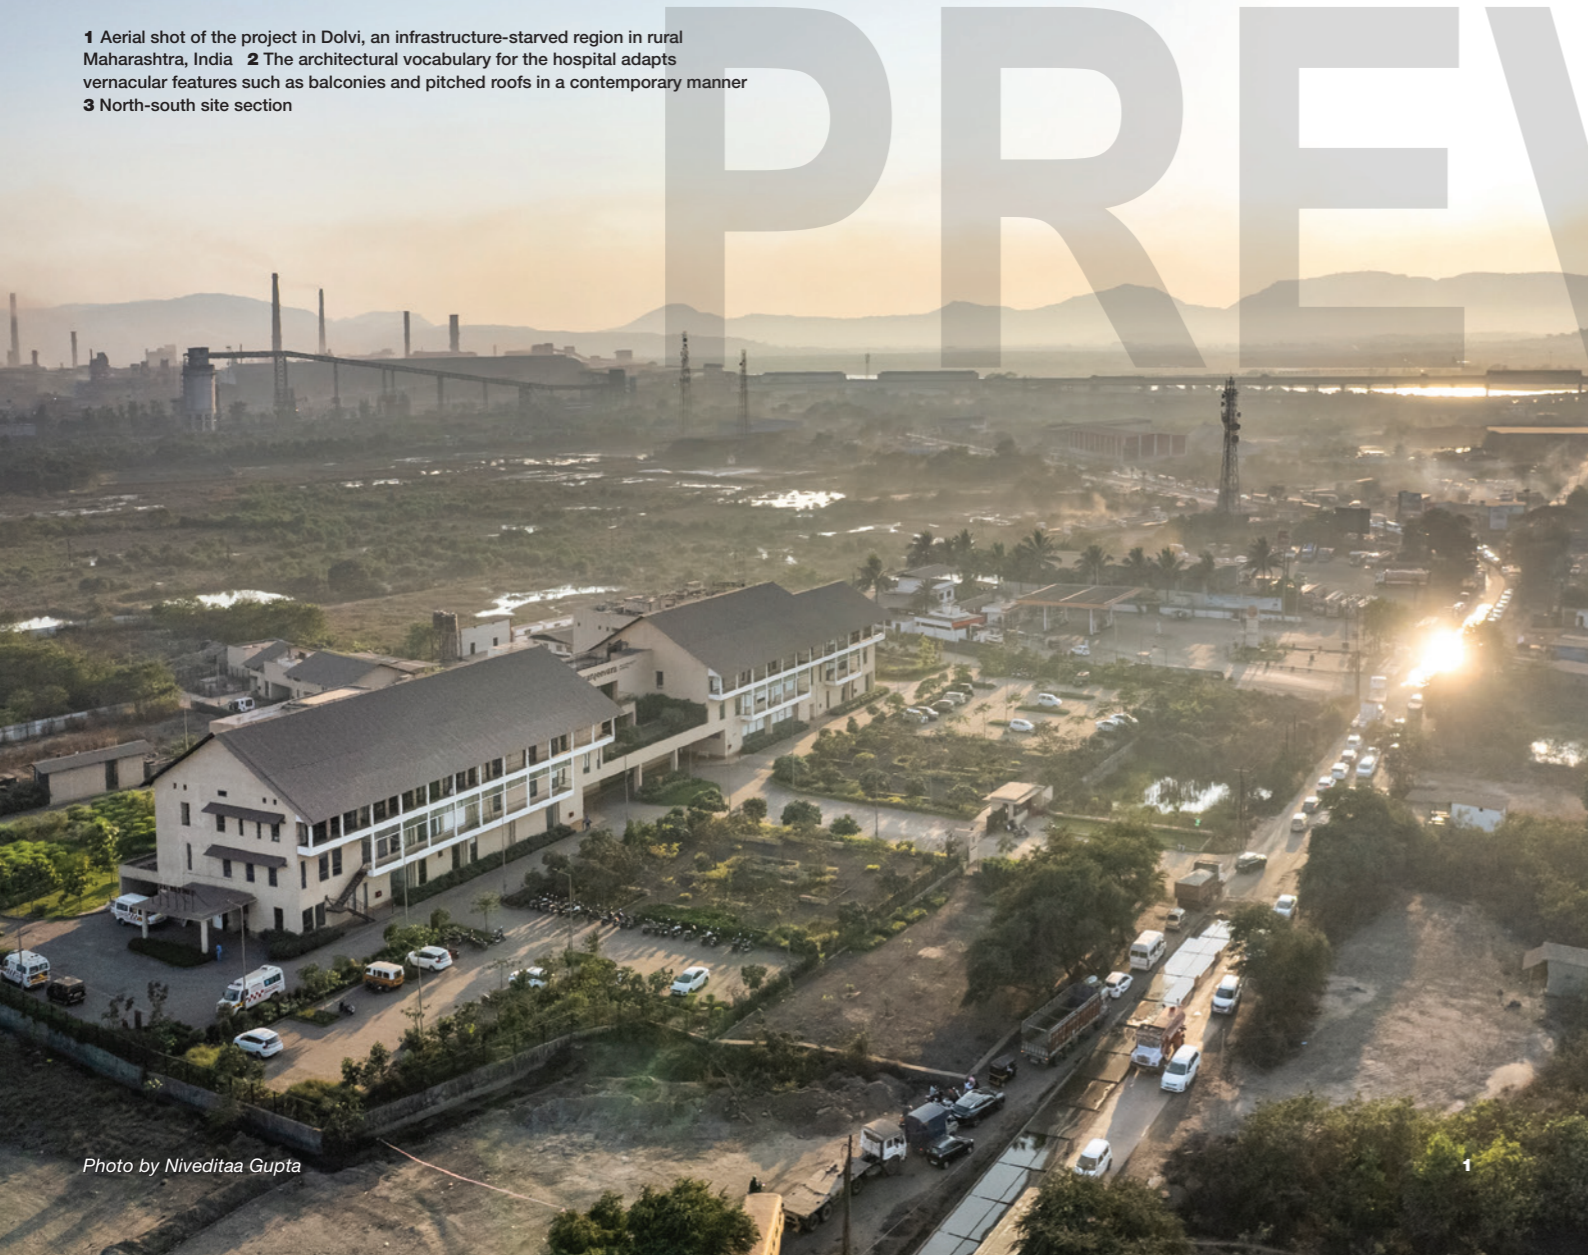 PREV
1 Aerial shot of the project in Dolvi, an infrastructure-starved region in rural
Maharashtra, India 2 The architectural vocabulary for the hospital adapts
vernacular features such as balconies and pitched roofs in a contemporary manner
3 North-south site section
Photo by Niveditaa Gupta
1